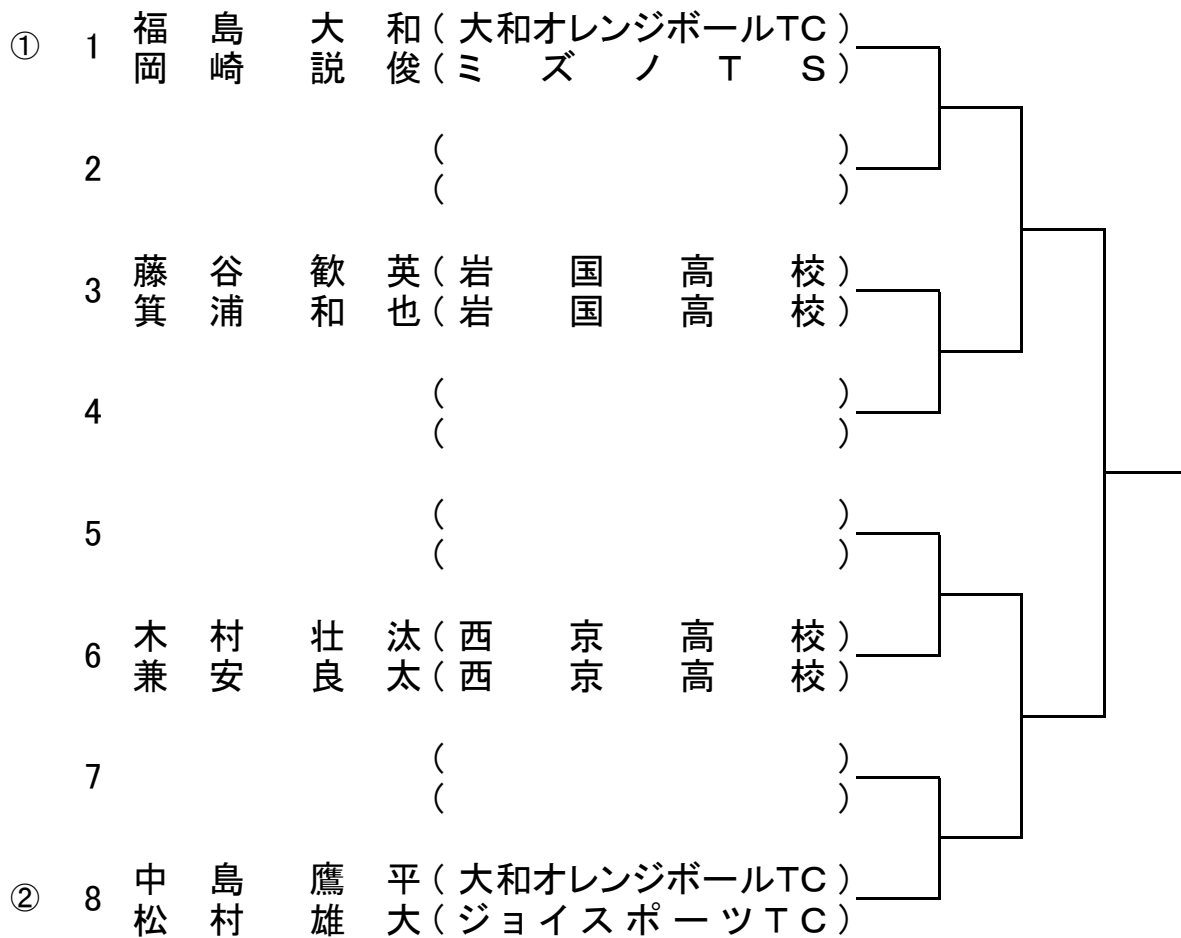 ① 1 福島 大和(大和オレンジボールTC)
岡崎 説俊(ミズノTS)
2 ( )
( )
3 藤谷 歓英(岩国高校)
箕浦 和也(岩国高校)
4 ( )
( )
5 ( )
( )
6 木村 壮汰(西京高校)
兼安 良太(西京高校)
7 ( )
( )
② 8 中島 鷹平(大和オレンジボールTC)
松村 雄大(ジョイスポーツTC)